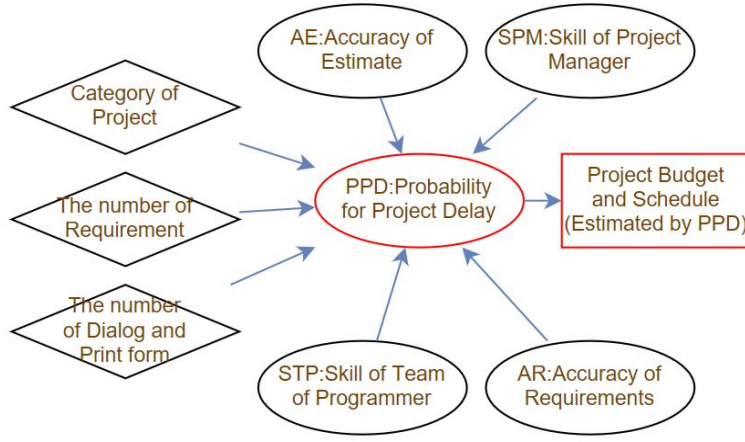 AE:Accuracy of
Estimate
SPM:Skill of Project
Manager
Category of
Project
The number of
Requirement
The number
of Dialog and
Print form
PPD:Probability
for Project Delay
Project Budget
and Schedule
(Estimated by PPD)
STP:Skill of Team
of Programmer
AR:Accuracy of
Requirements